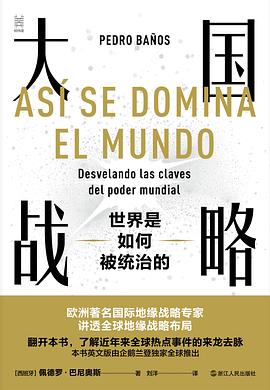 PEDRO BAÑOS
大国
ASÍ SE DOMINA
EL MUNDO
Desvelando las claves
del poder mundial
战略
世界是
如何
被统治的
欧洲著名国际地缘战略专家
讲透全球地缘战略布局
翻开本书，了解近年来全球热点事件的来龙去脉
本书英文版由企鹅兰登独家全球推出
[西班牙] 佩德罗·巴尼奥斯 著 刘洋 译 浙江人民出版社